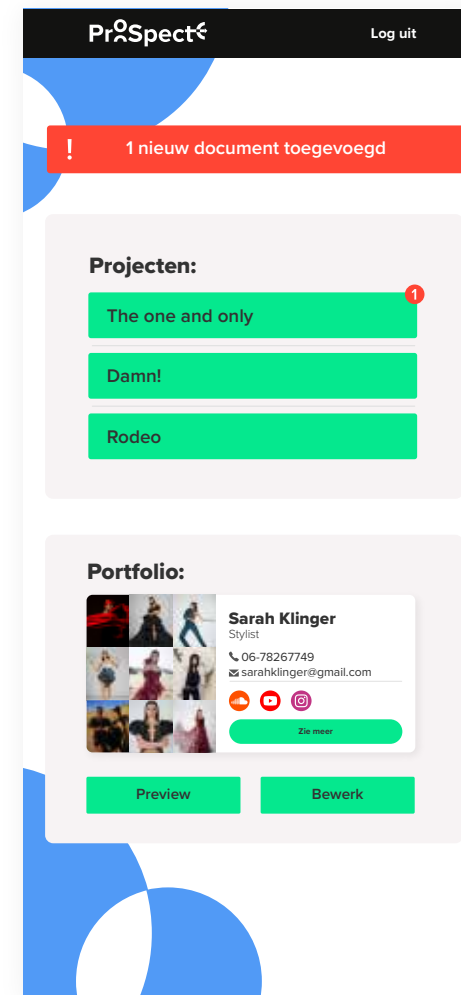 ProSpect
Log uit
! 1 nieuw document toegevoegd
Projecten:
The one and only
1
Damn!
Rodeo
Portfolio:
Sarah Klinger
Stylist
06-78267749
sarahklinger@gmail.com
Zie meer
Preview
Bewerk